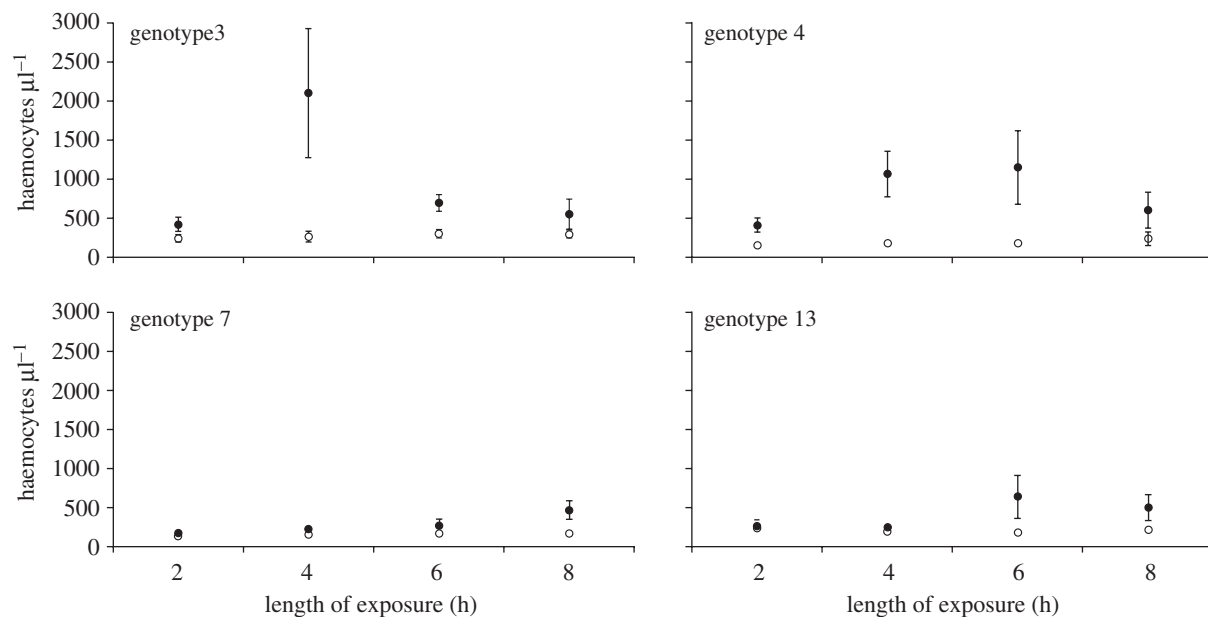 3000
2500
2000
1500
1000
500
0
haemocytes µl⁻¹
genotype3
genotype 4
3000
2500
2000
1500
1000
500
0
haemocytes µl⁻¹
genotype 7
genotype 13
2 4 6 8
length of exposure (h)
2 4 6 8
length of exposure (h)